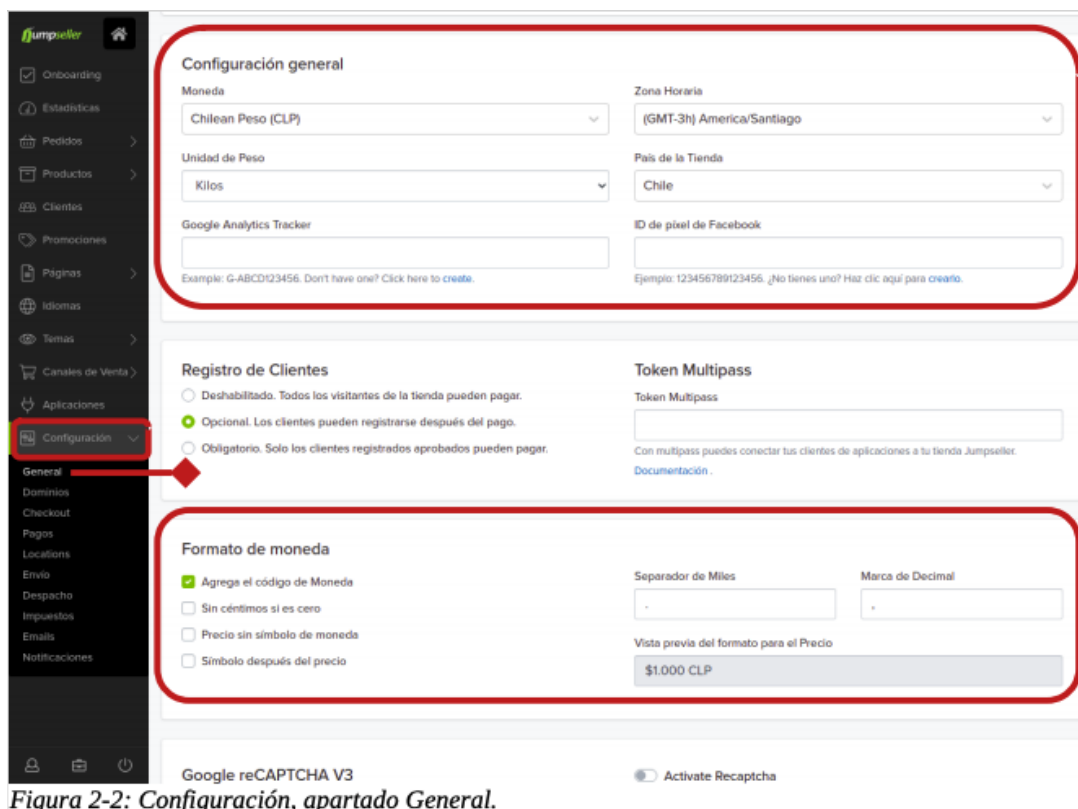 Jumpseller
Onboarding
Estadísticas
Pedidos
Productos
Clientes
Promociones
Páginas
Idiomas
Temas
Canales de Venta
Aplicaciones
Configuración
General
Dominios
Checkout
Pagos
Locations
Envío
Despacho
Impuestos
Emails
Notificaciones
Configuración general
Moneda
Chilean Peso (CLP)
Zona Horaria
(GMT-3h) America/Santiago
Unidad de Peso
Kilos
País de la Tienda
Chile
Google Analytics Tracker
Example: G-ABCD123456. Don't have one? Click here to create.
ID de píxel de Facebook
Ejemplo: 123456789123456. ¿No tienes uno? Haz clic aquí para crearlo.
Registro de Clientes
Deshabilitado. Todos los visitantes de la tienda pueden pagar.
Opcional. Los clientes pueden registrarse después del pago.
Obligatorio. Solo los clientes registrados aprobados pueden pagar.
Token Multipass
Token Multipass
Con multipass puedes conectar tus clientes de aplicaciones a tu tienda Jumpseller.
Documentación .
Formato de moneda
Agrega el código de Moneda
Sin céntimos si es cero
Precio sin símbolo de moneda
Símbolo después del precio
Separador de Miles
.
Marca de Decimal
,
Vista previa del formato para el Precio
$1.000 CLP
Google reCAPTCHA V3
Activate Recaptcha
Figura 2-2: Configuración, apartado General.